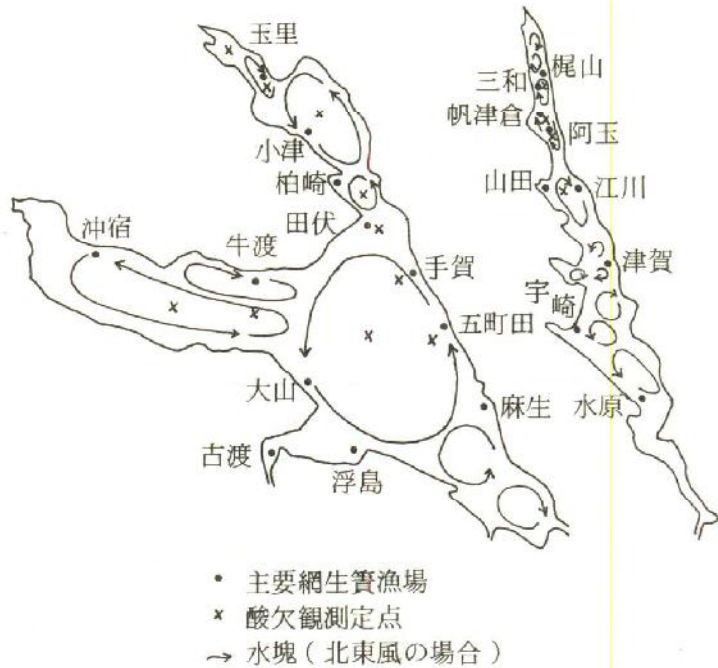 玉里
小津
柏崎
田伏
沖宿
牛渡
手賀
五町田
大山
麻生
古渡
浮島
三和
梶山
帆津倉
阿玉
山田
江川
津賀
宇崎
水原
主要網生簀漁場
酸欠観測定点
水塊(北東風の場合)